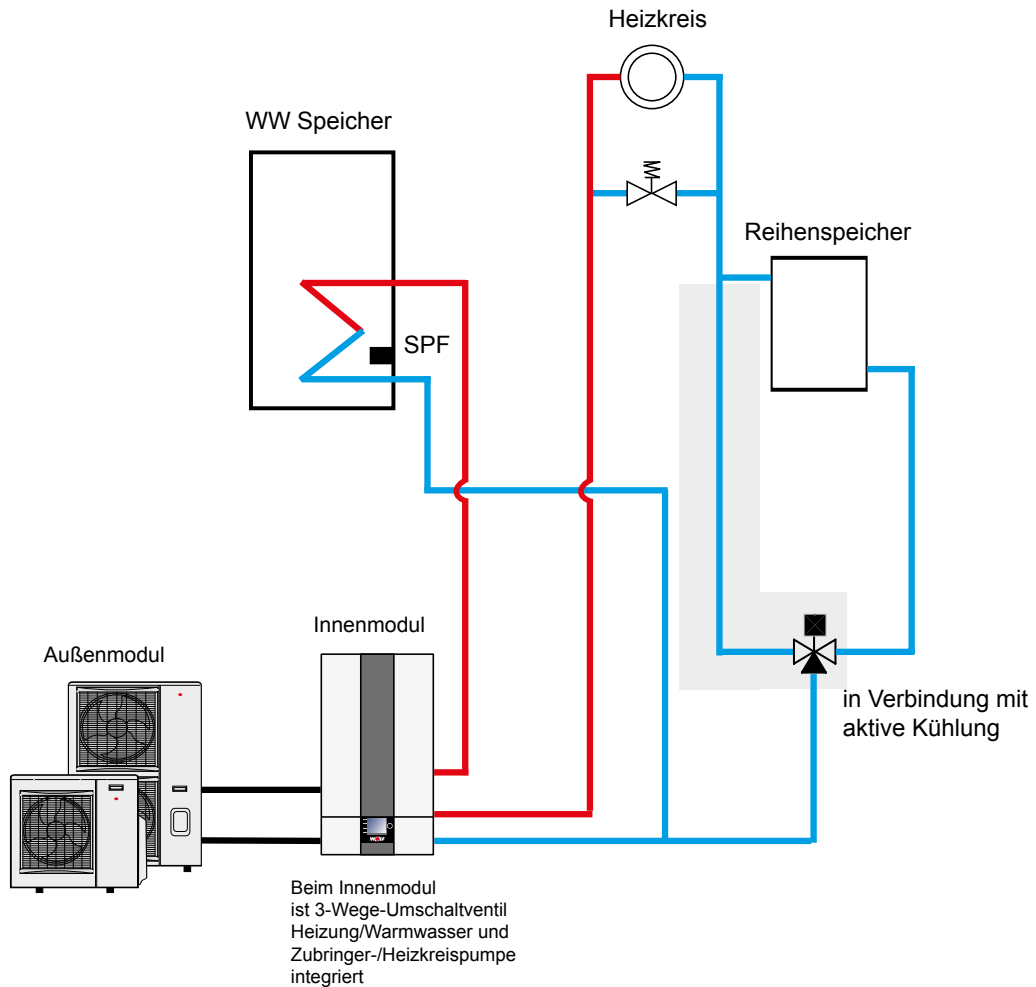 Heizkreis
WW Speicher
Reihenspeicher
SPF
Innenmodul
Außenmodul
in Verbindung mit
aktive Kühlung
WOLF
Beim Innenmodul
ist 3-Wege-Umschaltventil
Heizung/Warmwasser und
Zubringer-/Heizkreispumpe
integriert